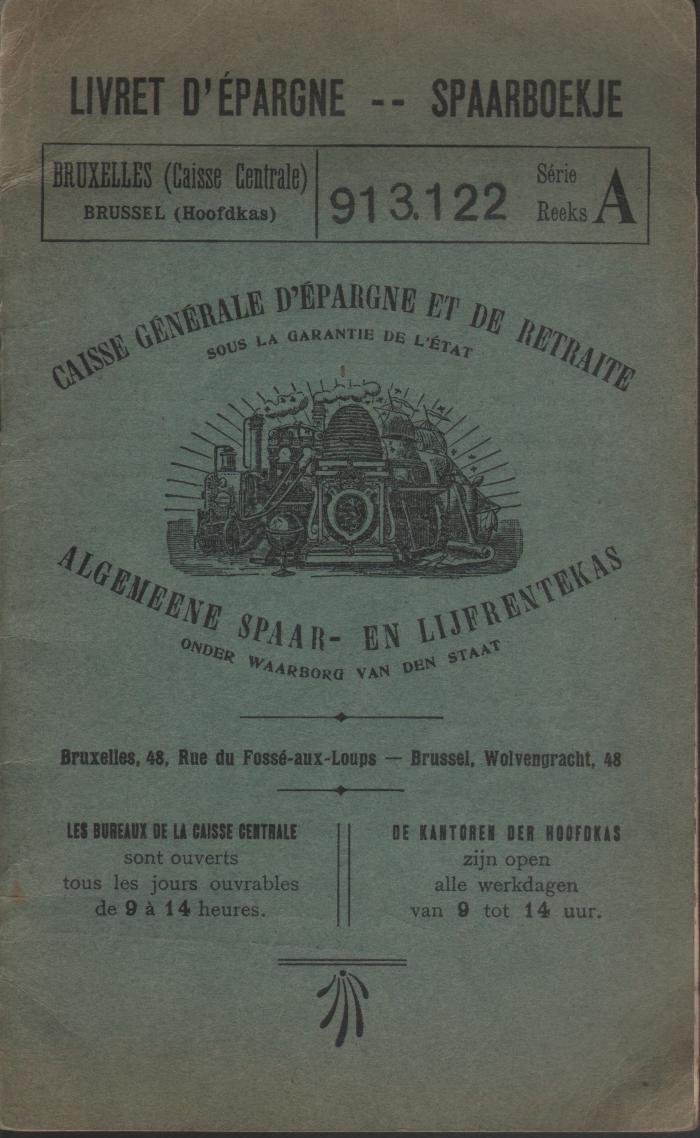 LIVRET D'ÉPARGNE -- SPAARBOEKJE
BRUXELLES (Caisse Centrale)
BRUSSEL (Hoofdkas)
913.122
Série
Reeks
A
CAISSE GÉNÉRALE D'ÉPARGNE ET DE RETRAITE
SOUS LA GARANTIE DE L'ÉTAT
ALGEMEENE SPAAR- EN LIJFRENTEKAS
ONDER WAARBORG VAN DEN STAAT
Bruxelles, 48, Rue du Fossé-aux-Loups — Brussel, Wolvengracht, 48
LES BUREAUX DE LA CAISSE CENTRALE
sont ouverts
tous les jours ouvrables
de 9 à 14 heures.
DE KANTOREN DER HOOFDKAS
zijn open
alle werkdagen
van 9 tot 14 uur.